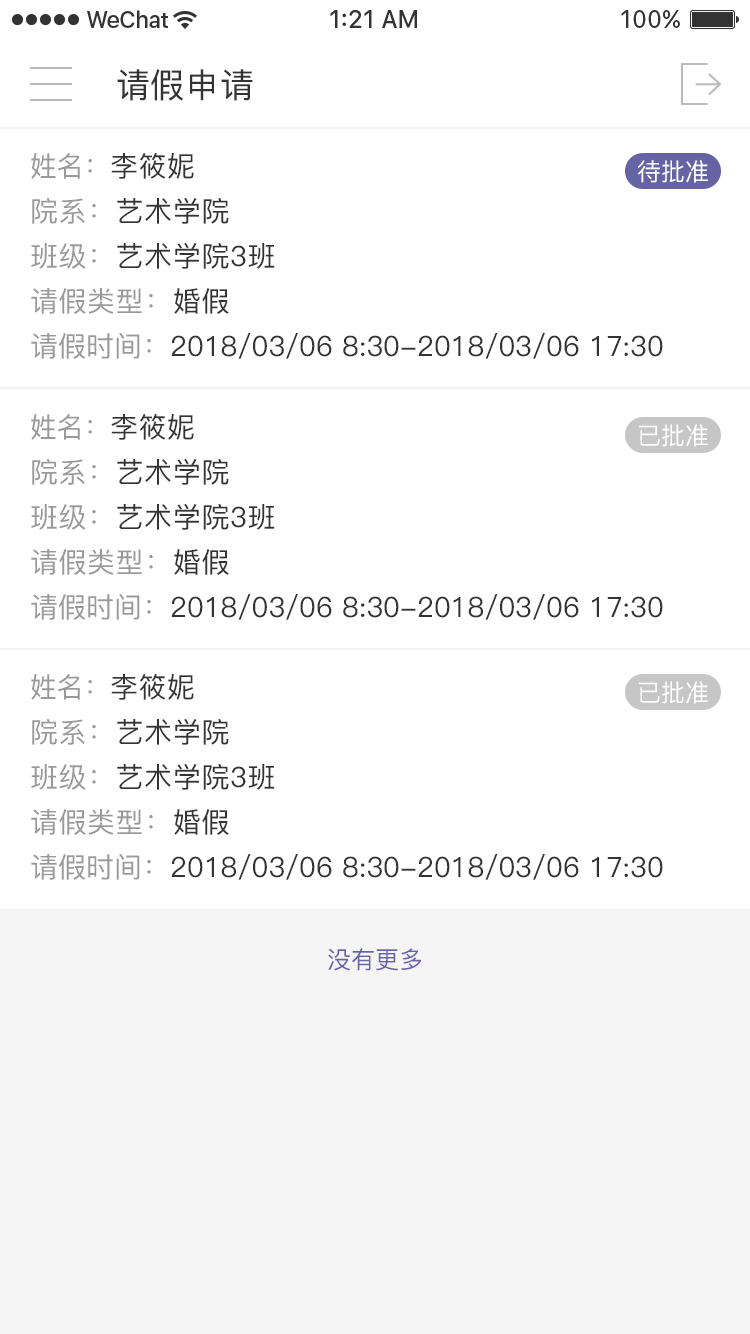 WeChat 1:21 AM 100%
请假申请
姓名：李筱妮 待批准
院系：艺术学院
班级：艺术学院3班
请假类型：婚假
请假时间：2018/03/06 8:30-2018/03/06 17:30
姓名：李筱妮 已批准
院系：艺术学院
班级：艺术学院3班
请假类型：婚假
请假时间：2018/03/06 8:30-2018/03/06 17:30
姓名：李筱妮 已批准
院系：艺术学院
班级：艺术学院3班
请假类型：婚假
请假时间：2018/03/06 8:30-2018/03/06 17:30
没有更多